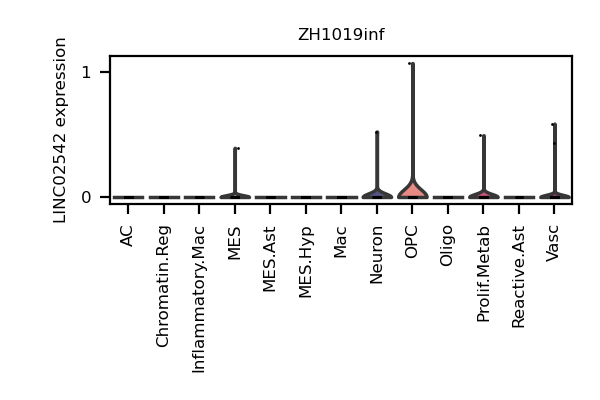 ZH1019inf
LINC02542 expression
1
0
AC
Chromatin.Reg
Inflammatory.Mac
MES
MES.Ast
MES.Hyp
Mac
Neuron
OPC
Oligo
Prolif.Metab
Reactive.Ast
Vasc